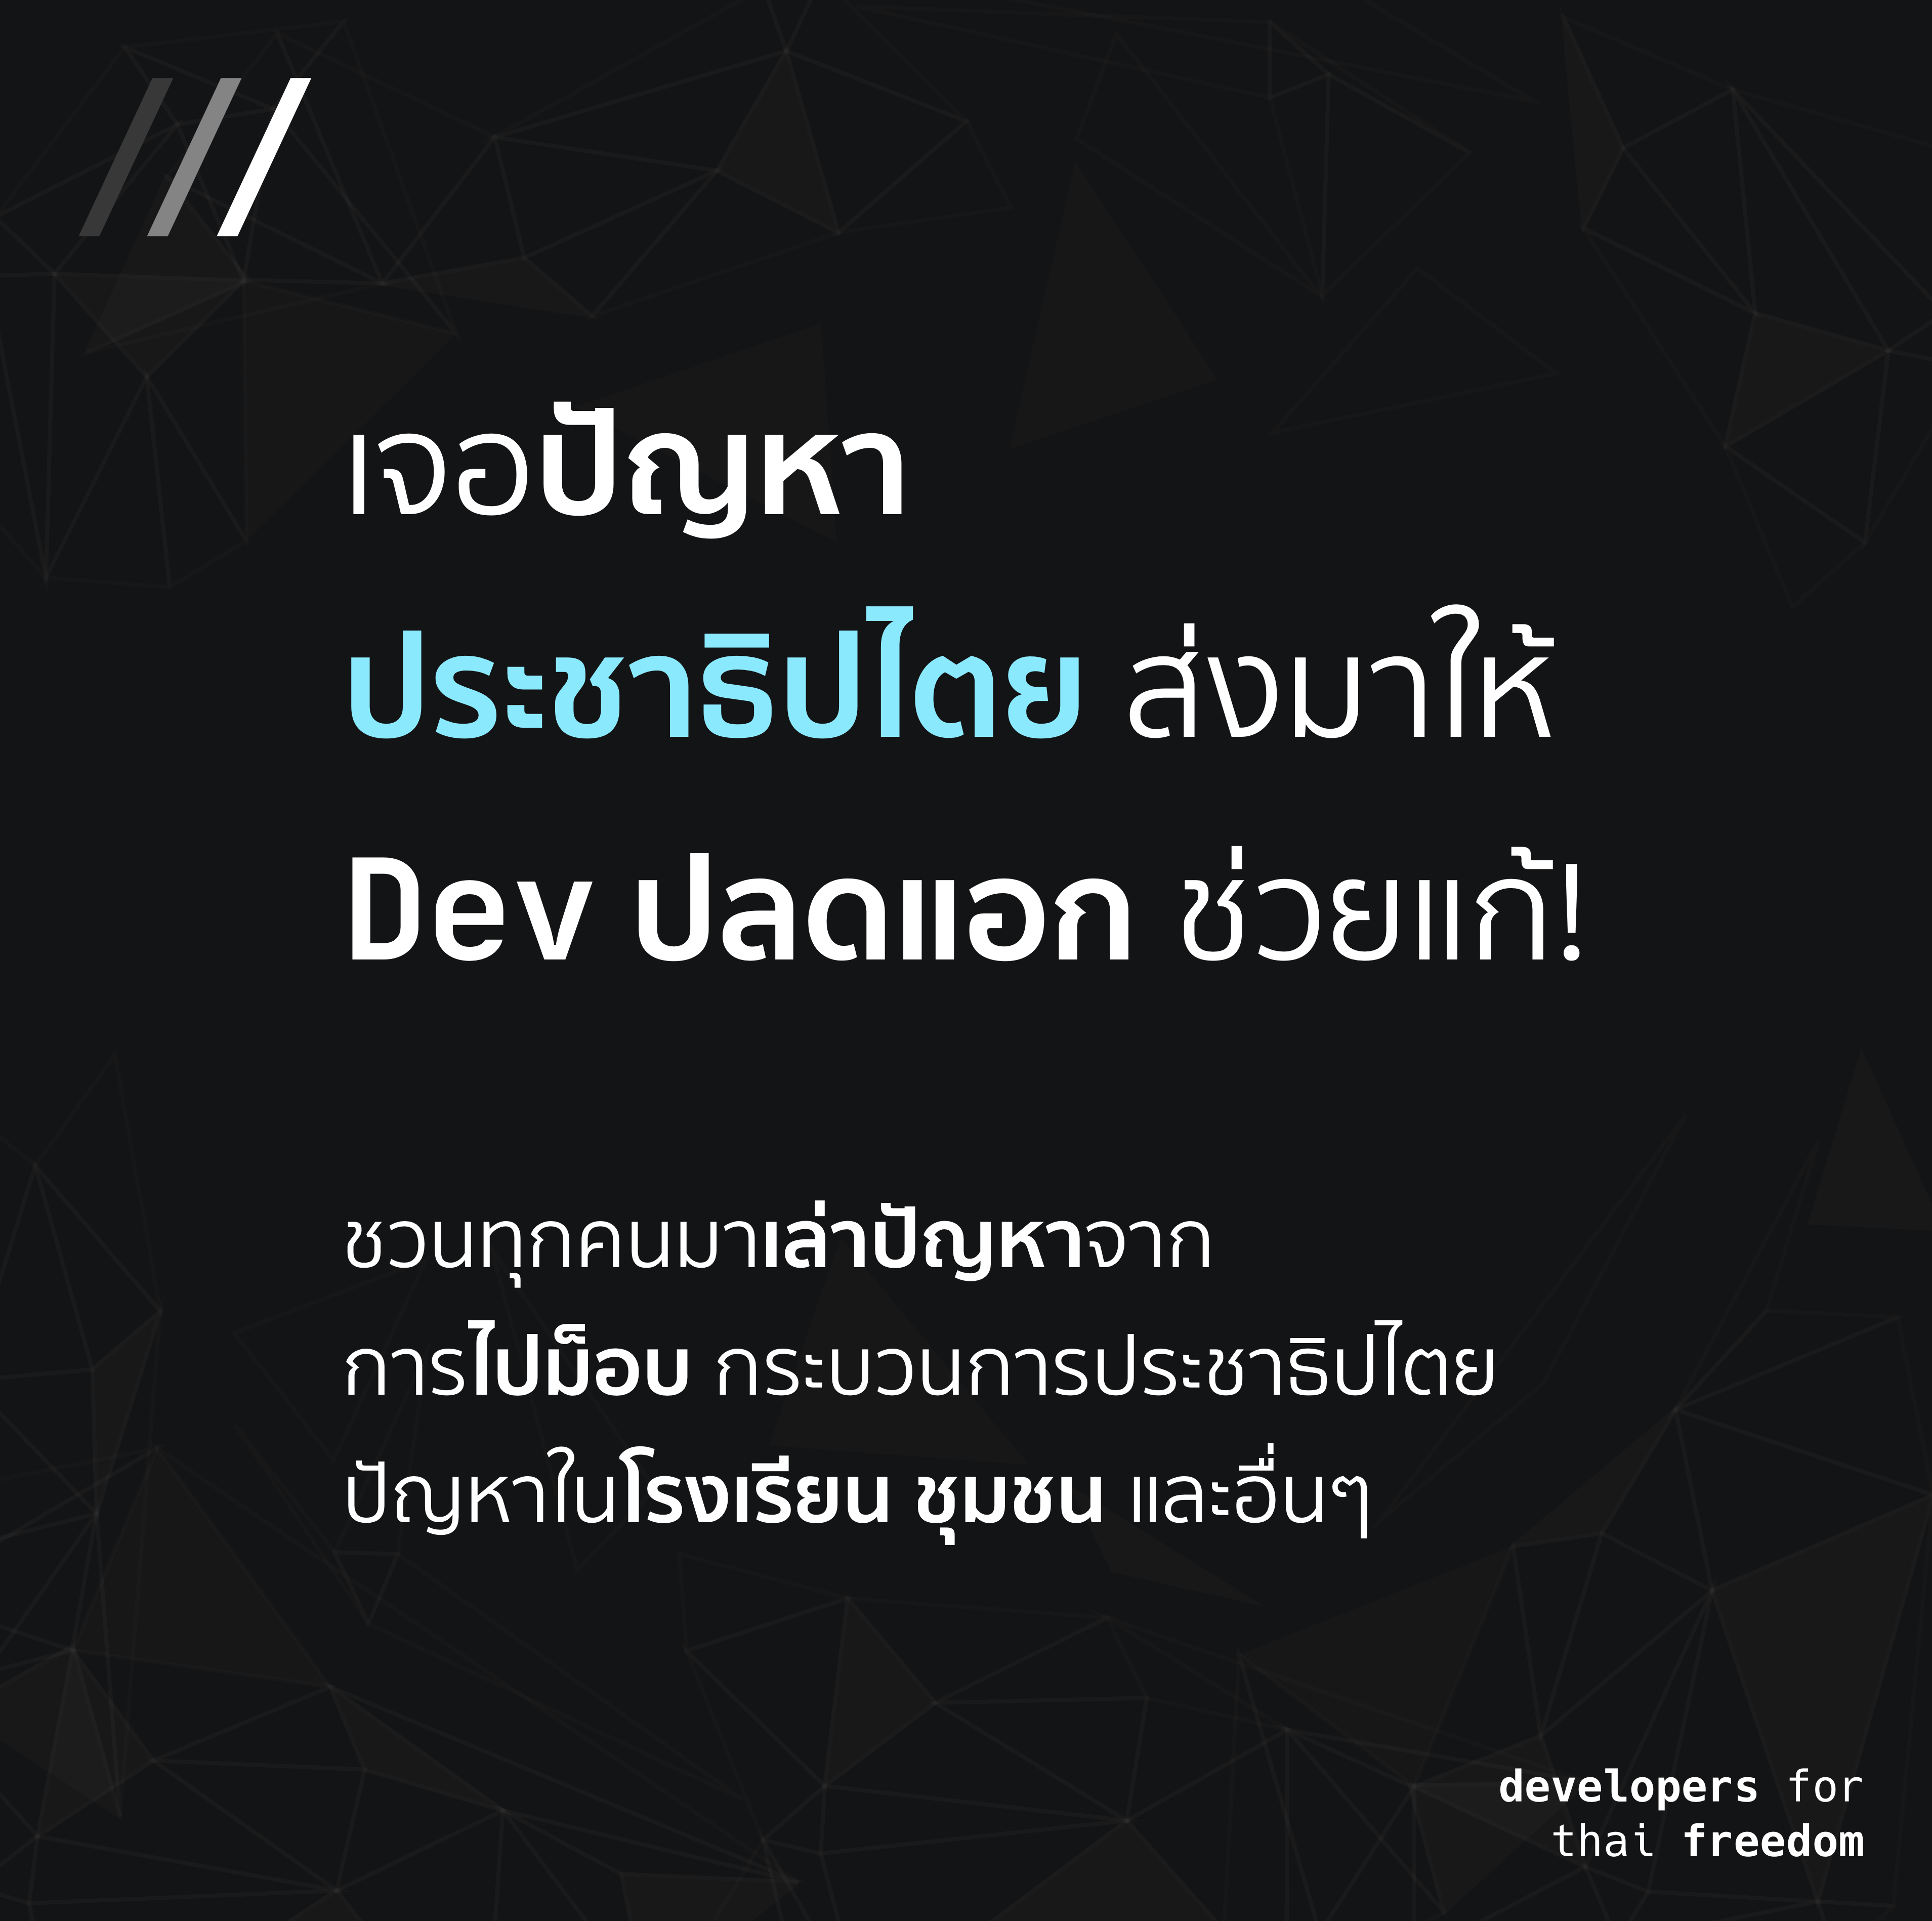 เจอปัญหา
ประชาธิปไตย ส่งมาให้
Dev ปลดแอก ช่วยแก้!
ชวนทุกคนมาเล่าปัญหาจาก
การไปม็อบ กระบวนการประชาธิปไตย
ปัญหาในโรงเรียน ชุมชน และอื่นๆ
developers for
thai freedom